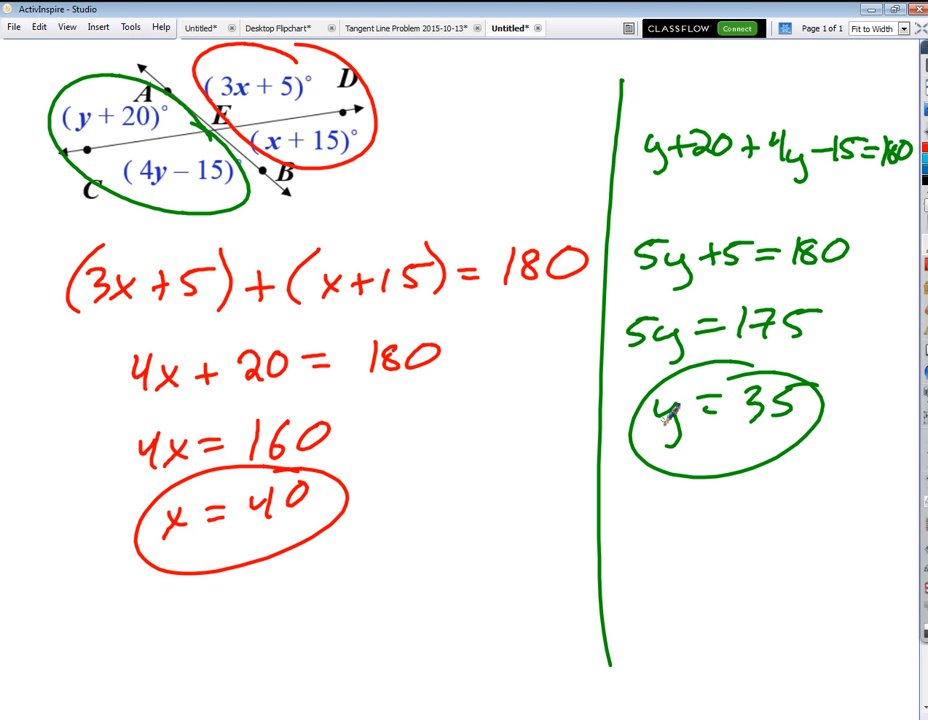 ActivInspire - Studio
File Edit View Insert Tools Help
Untitled* Desktop Flipchart* Tangent Line Problem 2015-10-13* Untitled*
CLASSFLOW Connect
Page 1 of 1 Fit to Width
A
(3x + 5)°
D
(y + 20)°
E
(x + 15)°
(4y – 15)°
B
C
(3x+5)+(x+15)=180
4x+20=180
4x=160
x=40
y+20+4y-15=180
5y+5=180
5y=175
y=35